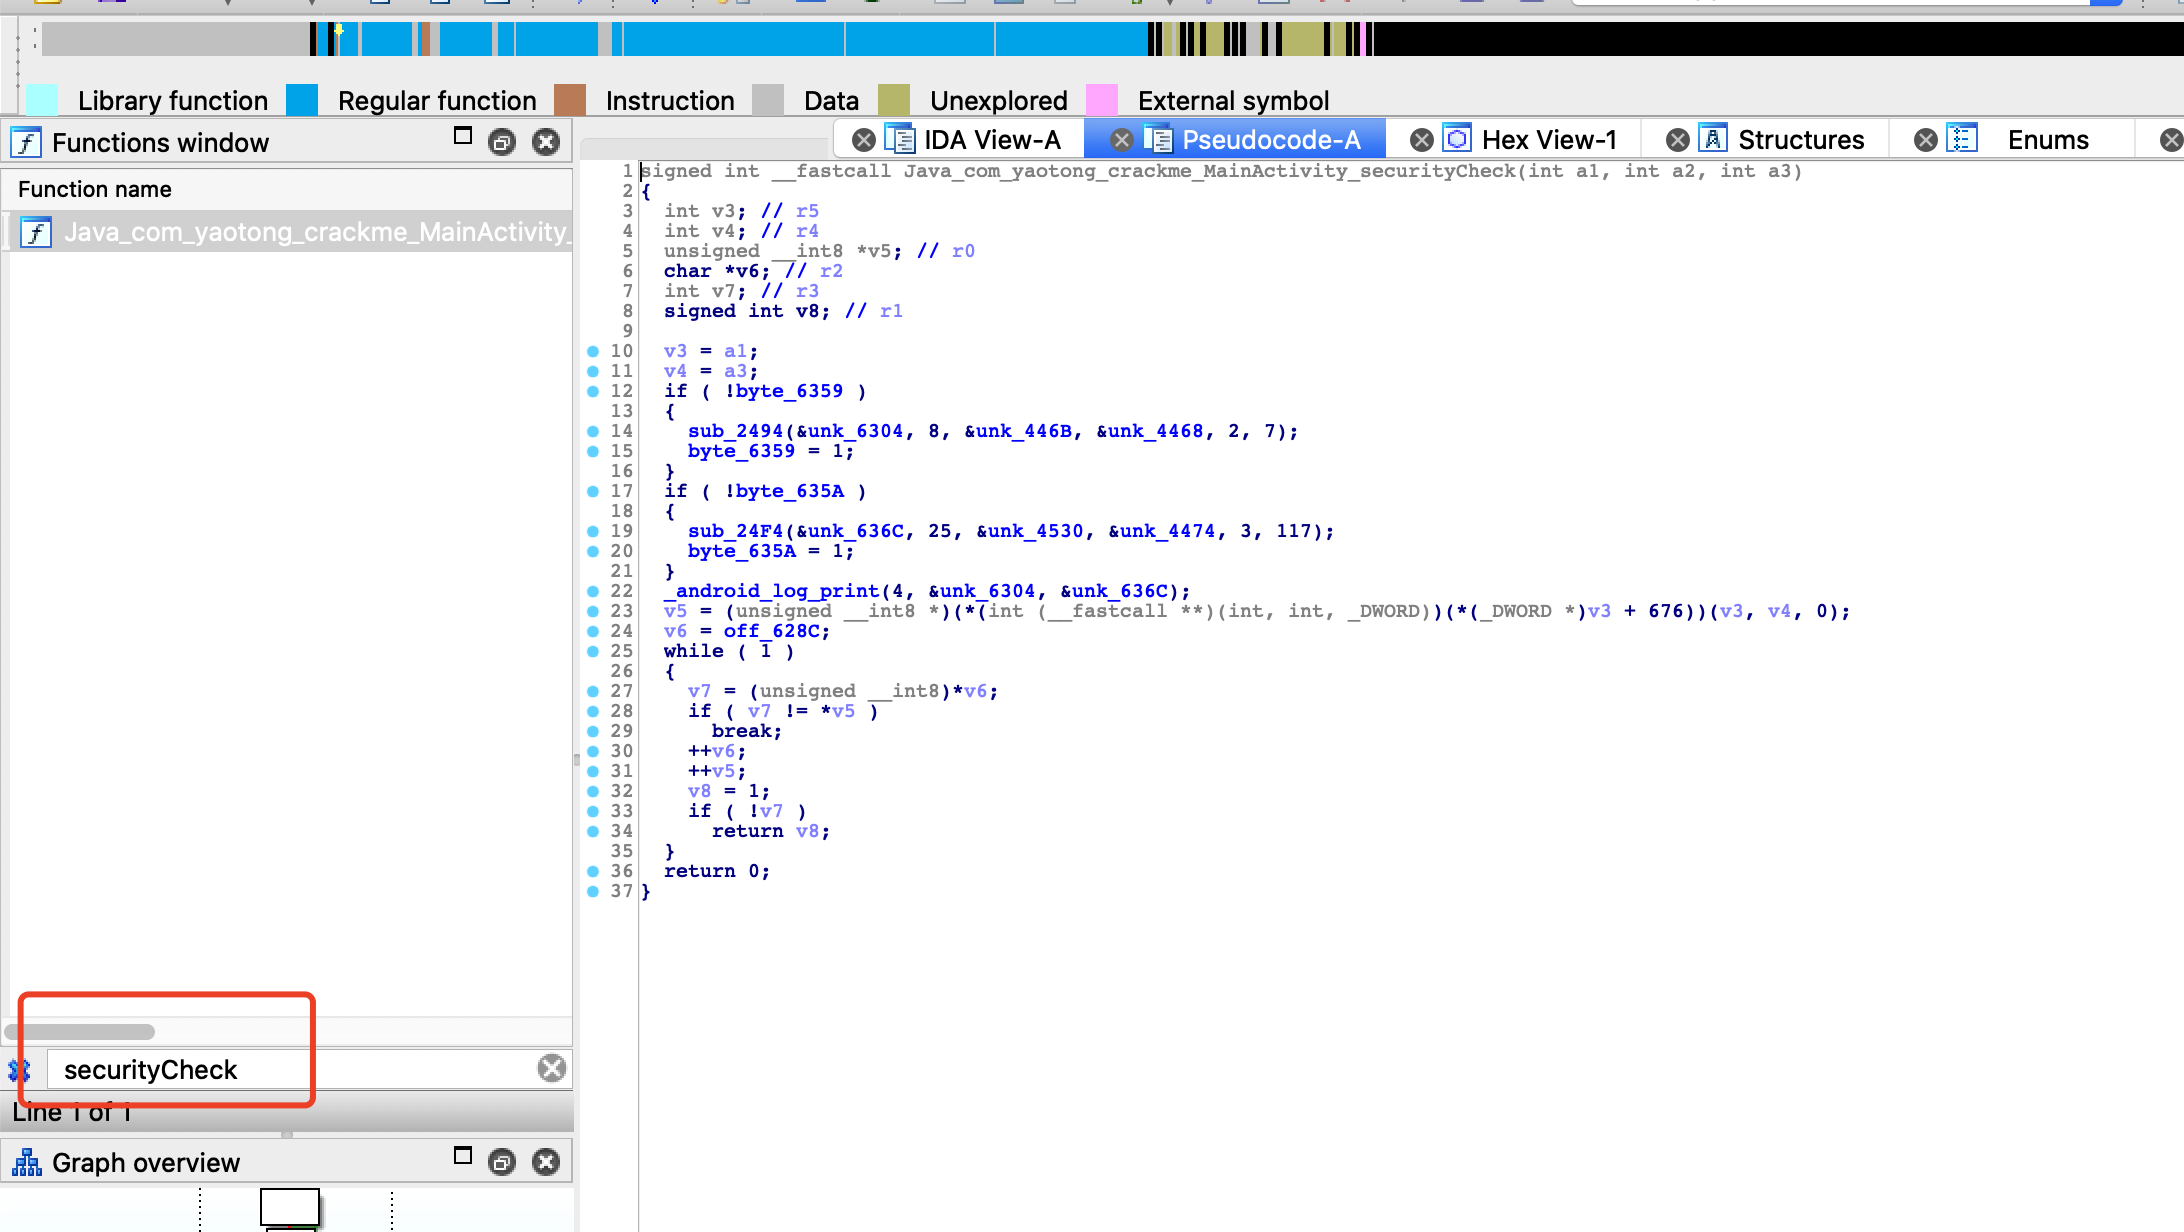 Library function Regular function Instruction Data Unexplored External symbol
Functions window
IDA View-A Pseudocode-A Hex View-1 Structures Enums
Function name
Java_com_yaotong_crackme_MainActivity_
1 signed int __fastcall Java_com_yaotong_crackme_MainActivity_securityCheck(int a1, int a2, int a3)
2 {
3 int v3; // r5
4 int v4; // r4
5 unsigned __int8 *v5; // r0
6 char *v6; // r2
7 int v7; // r3
8 signed int v8; // r1
9
10 v3 = a1;
11 v4 = a3;
12 if ( !byte_6359 )
13 {
14 sub_2494(&unk_6304, 8, &unk_446B, &unk_4468, 2, 7);
15 byte_6359 = 1;
16 }
17 if ( !byte_635A )
18 {
19 sub_24F4(&unk_636C, 25, &unk_4530, &unk_4474, 3, 117);
20 byte_635A = 1;
21 }
22 _android_log_print(4, &unk_6304, &unk_636C);
23 v5 = (unsigned __int8 *)(*(int (__fastcall **)(int, int, _DWORD))(*(_DWORD *)v3 + 676))(v3, v4, 0);
24 v6 = off_628C;
25 while ( 1 )
26 {
27 v7 = (unsigned __int8)*v6;
28 if ( v7 != *v5 )
29 break;
30 ++v6;
31 ++v5;
32 v8 = 1;
33 if ( !v7 )
34 return v8;
35 }
36 return 0;
37 }
securityCheck
Line 1 of 1
Graph overview